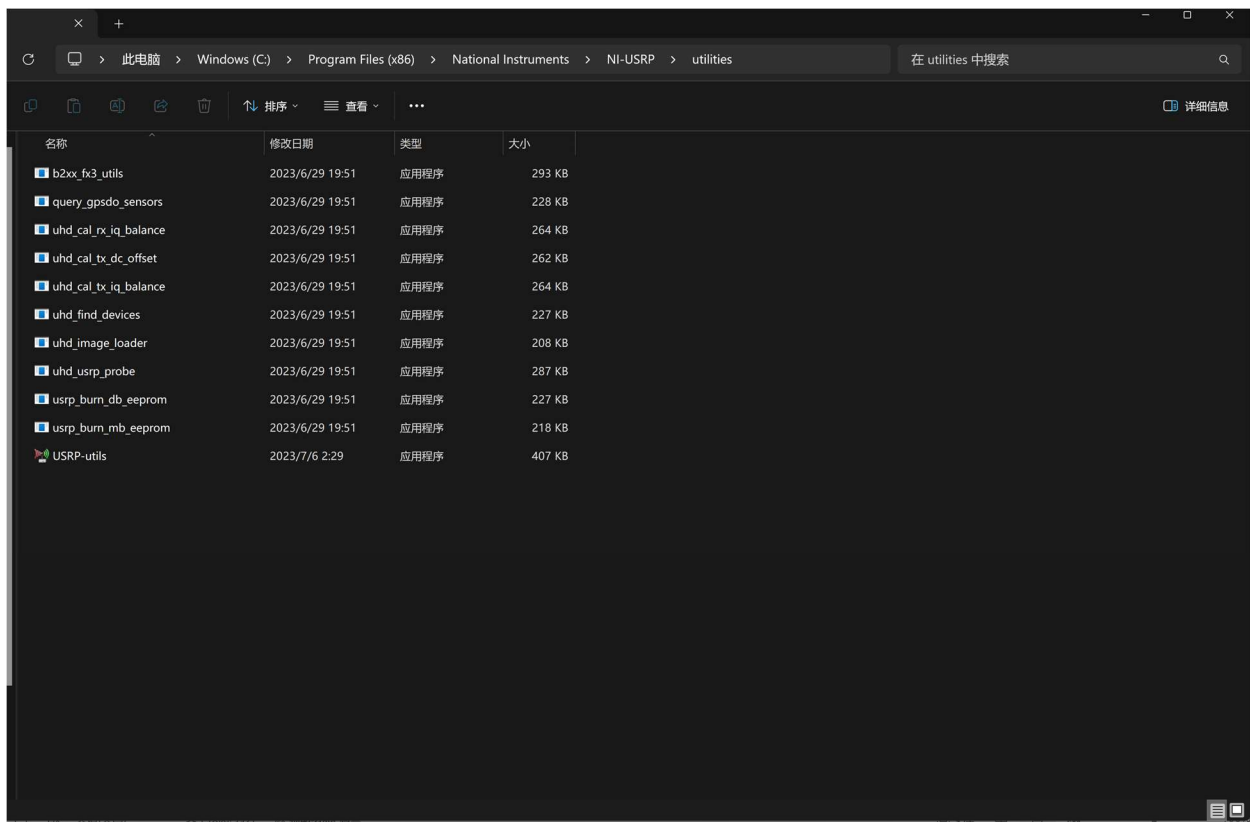 此电脑 > Windows (C:) > Program Files (x86) > National Instruments > NI-USRP > utilities 在 utilities 中搜索
排序 查看 ••• 详细信息
名称 修改日期 类型 大小
b2xx_fx3_utils 2023/6/29 19:51 应用程序 293 KB
query_gpsdo_sensors 2023/6/29 19:51 应用程序 228 KB
uhd_cal_rx_iq_balance 2023/6/29 19:51 应用程序 264 KB
uhd_cal_tx_dc_offset 2023/6/29 19:51 应用程序 262 KB
uhd_cal_tx_iq_balance 2023/6/29 19:51 应用程序 264 KB
uhd_find_devices 2023/6/29 19:51 应用程序 227 KB
uhd_image_loader 2023/6/29 19:51 应用程序 208 KB
uhd_usrp_probe 2023/6/29 19:51 应用程序 287 KB
usrp_burn_db_eeprom 2023/6/29 19:51 应用程序 227 KB
usrp_burn_mb_eeprom 2023/6/29 19:51 应用程序 218 KB
USRP-utils 2023/7/6 2:29 应用程序 407 KB